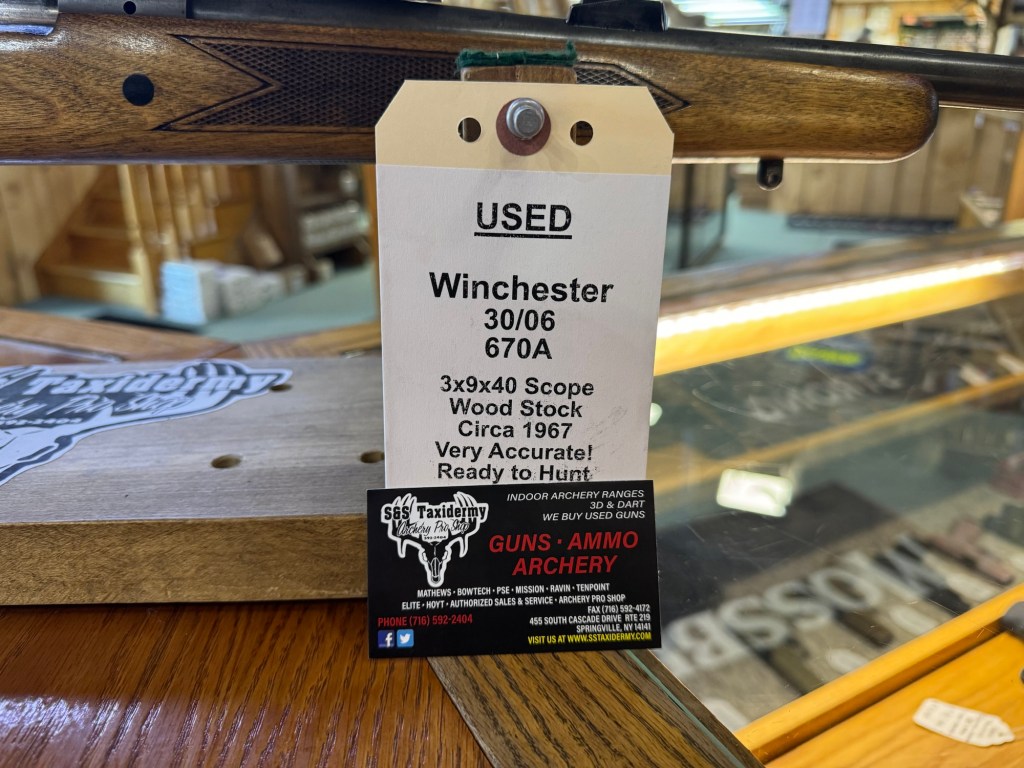 USED
Winchester
30/06
670A
3x9x40 Scope
Wood Stock
Circa 1967
Very Accurate!
Ready to Hunt
Taxidermy
S&S Taxidermy
Archery Pro Shop
592-2404
INDOOR ARCHERY RANGES
3D & DART
WE BUY USED GUNS
GUNS · AMMO
ARCHERY
MATHEWS · BOWTECH · PSE · MISSION · RAVIN · TENPOINT
ELITE · HOYT · AUTHORIZED SALES & SERVICE · ARCHERY PRO SHOP
PHONE (716) 592-2404
FAX (716) 592-4172
455 SOUTH CASCADE DRIVE RTE 219
SPRINGVILLE, NY 14141
VISIT US AT WWW.SSTAXIDERMY.COM
MOSSB